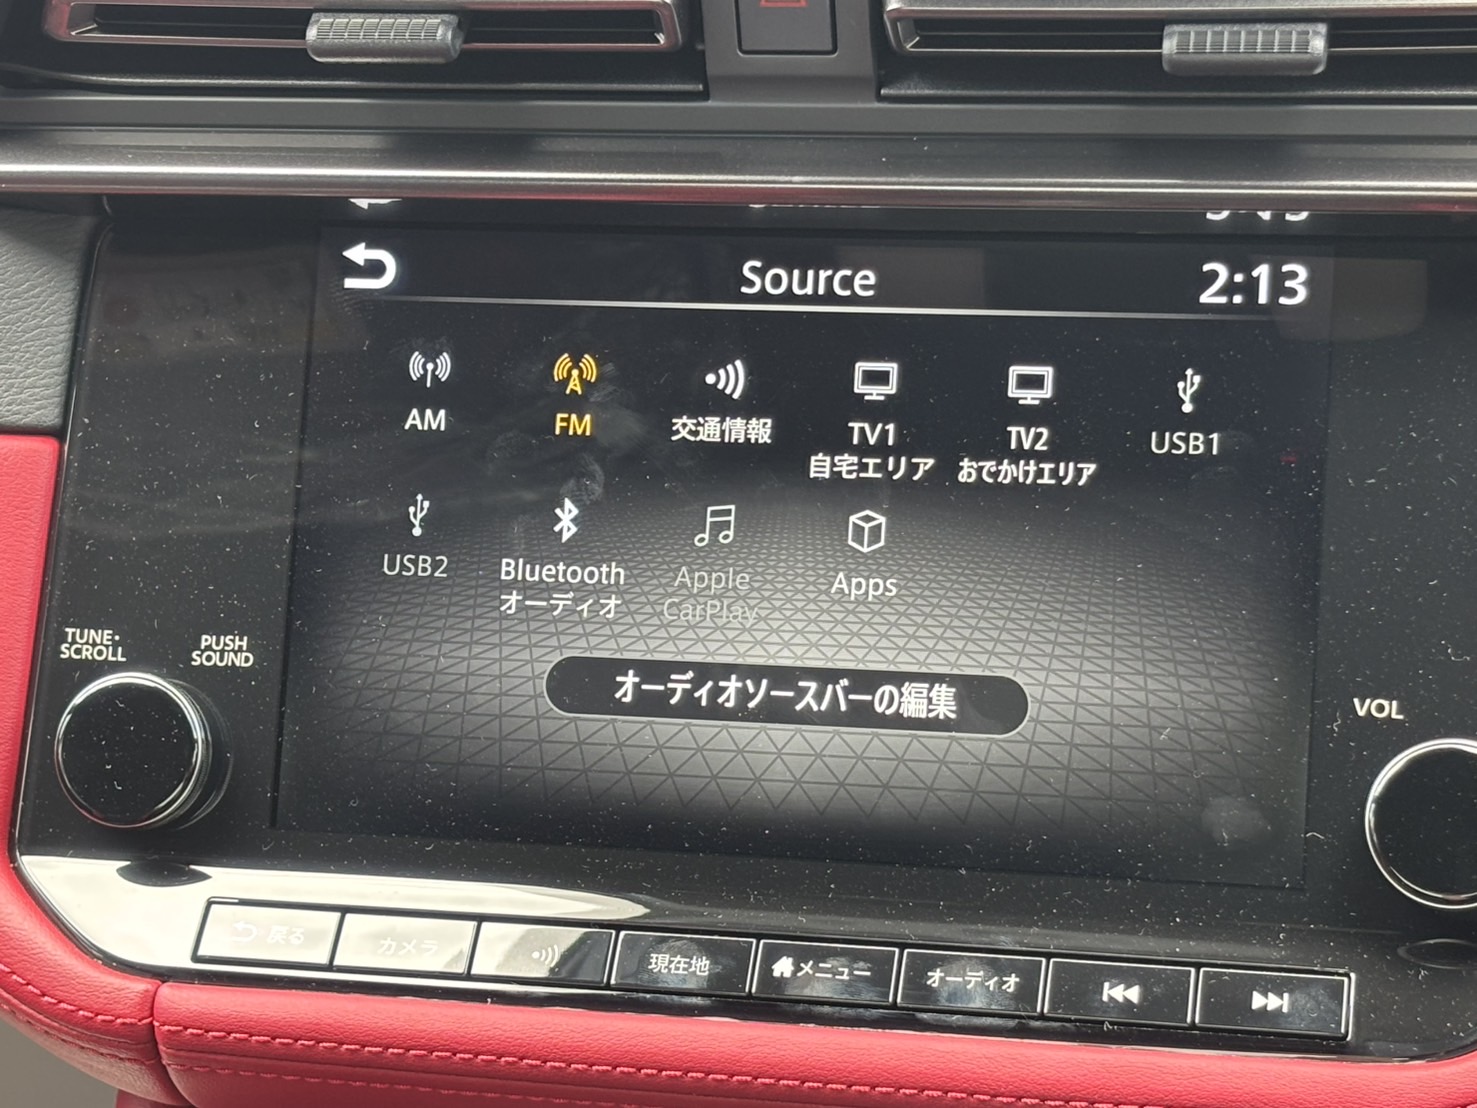 Source
2:13
AM
FM
交通情報
TV1
自宅エリア
TV2
おでかけエリア
USB1
USB2
Bluetooth
オーディオ
Apple
CarPlay
Apps
オーディオソースバーの編集
TUNE・
SCROLL
PUSH
SOUND
VOL
戻る
カメラ
現在地
メニュー
オーディオ